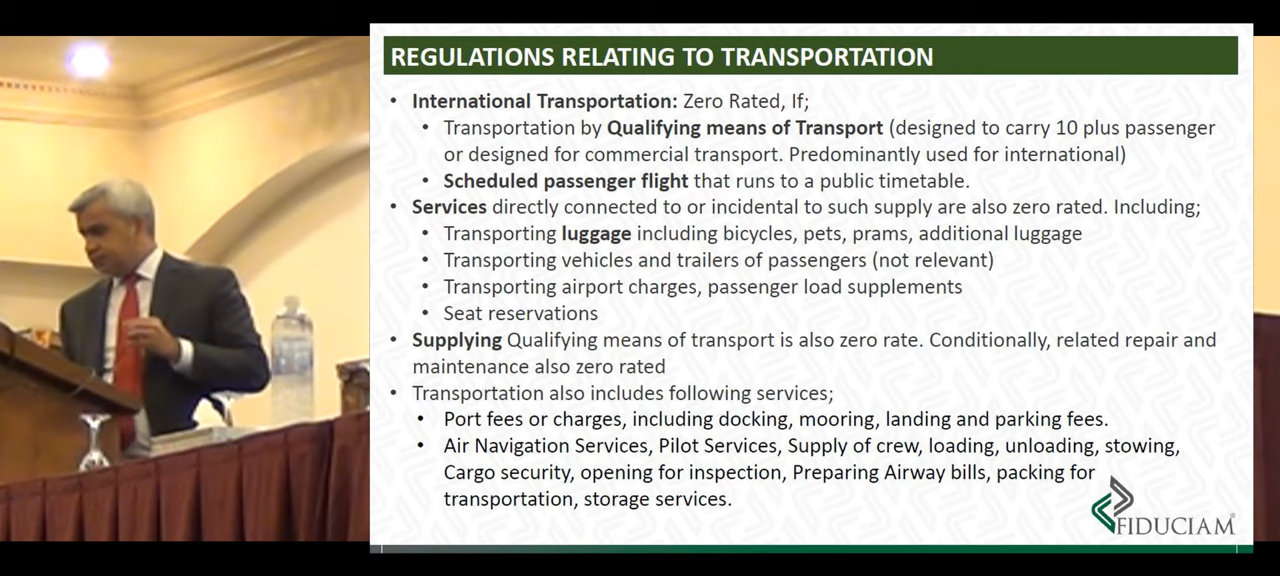 REGULATIONS RELATING TO TRANSPORTATION
• International Transportation: Zero Rated, If;
• Transportation by Qualifying means of Transport (designed to carry 10 plus passenger
or designed for commercial transport. Predominantly used for international)
• Scheduled passenger flight that runs to a public timetable.
• Services directly connected to or incidental to such supply are also zero rated. Including;
• Transporting luggage including bicycles, pets, prams, additional luggage
• Transporting vehicles and trailers of passengers (not relevant)
• Transporting airport charges, passenger load supplements
• Seat reservations
• Supplying Qualifying means of transport is also zero rate. Conditionally, related repair and
maintenance also zero rated
• Transportation also includes following services;
• Port fees or charges, including docking, mooring, landing and parking fees.
• Air Navigation Services, Pilot Services, Supply of crew, loading, unloading, stowing,
Cargo security, opening for inspection, Preparing Airway bills, packing for
transportation, storage services.
FIDUCIAM